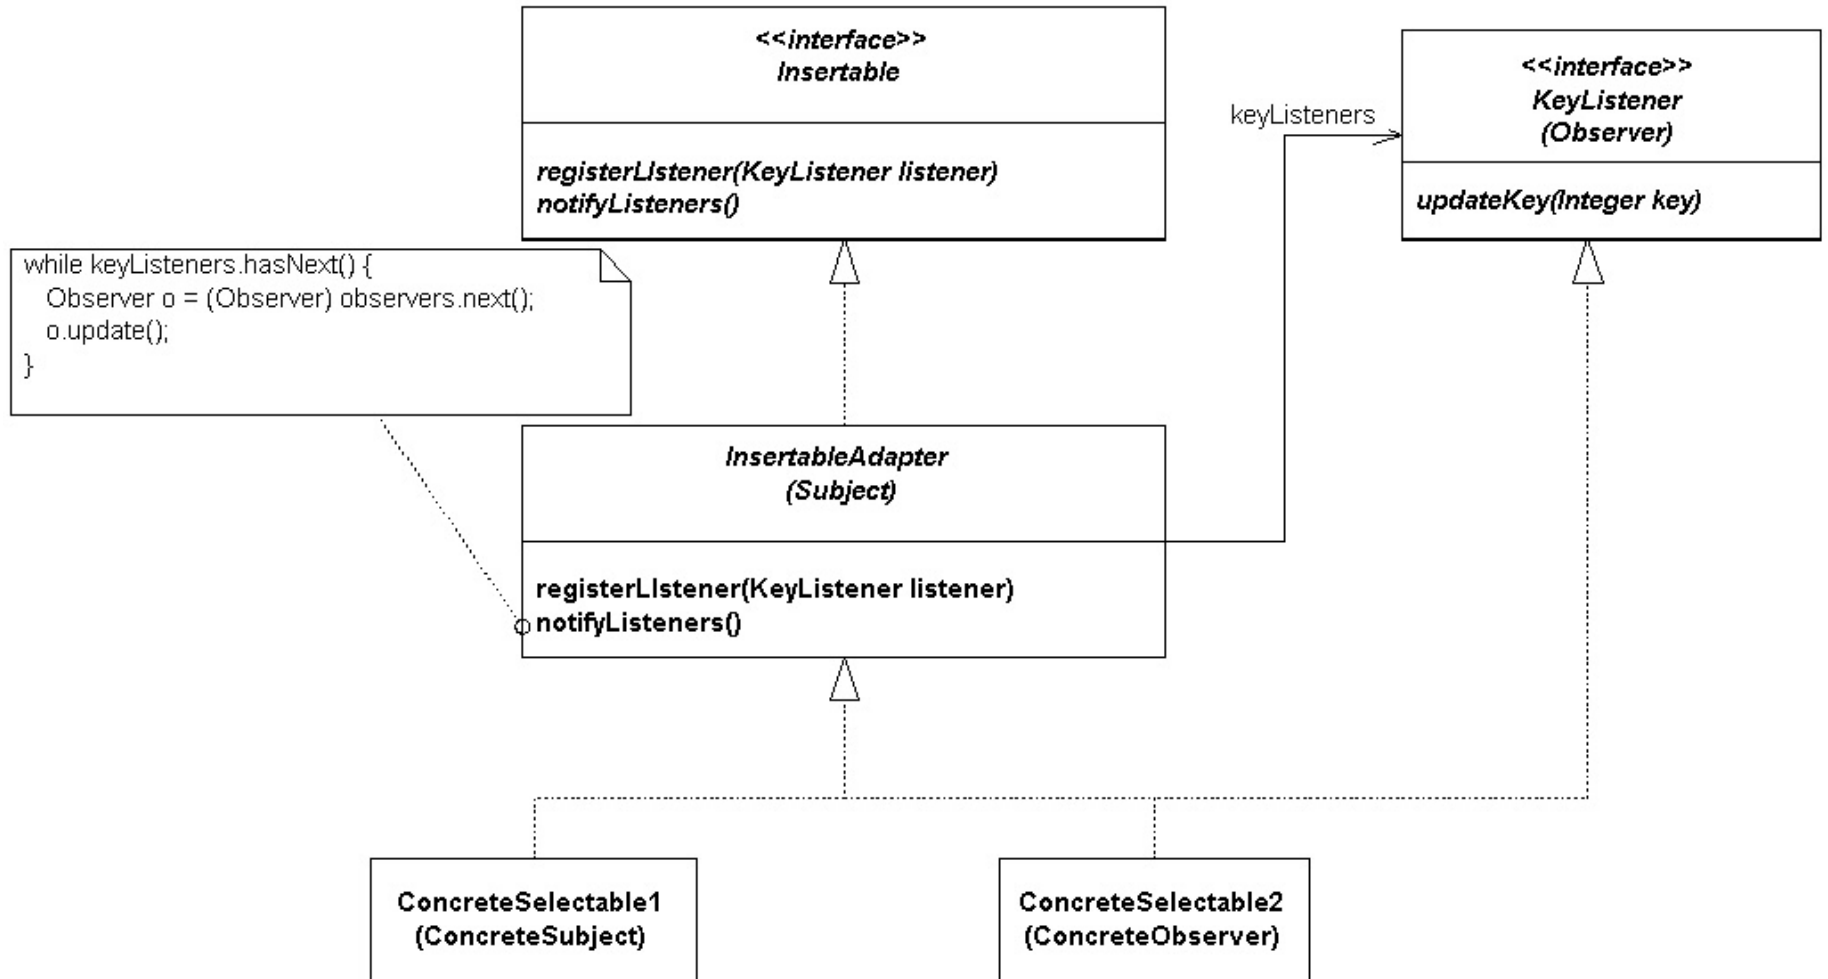 <<interface>>
Insertable
registerLIstener(KeyListener listener)
notifyListeners()
<<interface>>
KeyListener
(Observer)
updateKey(Integer key)
keyListeners
while keyListeners.hasNext() {
Observer o = (Observer) observers.next();
o.update();
}
InsertableAdapter
(Subject)
registerLIstener(KeyListener listener)
notifyListeners()
ConcreteSelectable1
(ConcreteSubject)
ConcreteSelectable2
(ConcreteObserver)